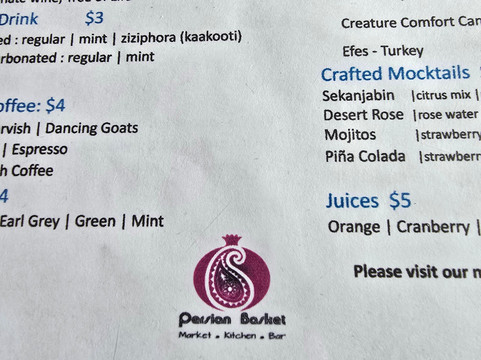 Drink $3
ed : regular | mint | ziziphora (kaakooti)
rbonated : regular | mint
offee: $4
rvish | Dancing Goats
| Espresso
h Coffee
4
Earl Grey | Green | Mint
Creature Comfort Can
Efes - Turkey
Crafted Mocktails
Sekanjabin |citrus mix |
Desert Rose |rose water
Mojitos |strawberry
Piña Colada |strawberr
Juices $5
Orange | Cranberry |
Please visit our
Persian Basket
Market . Kitchen . Bar